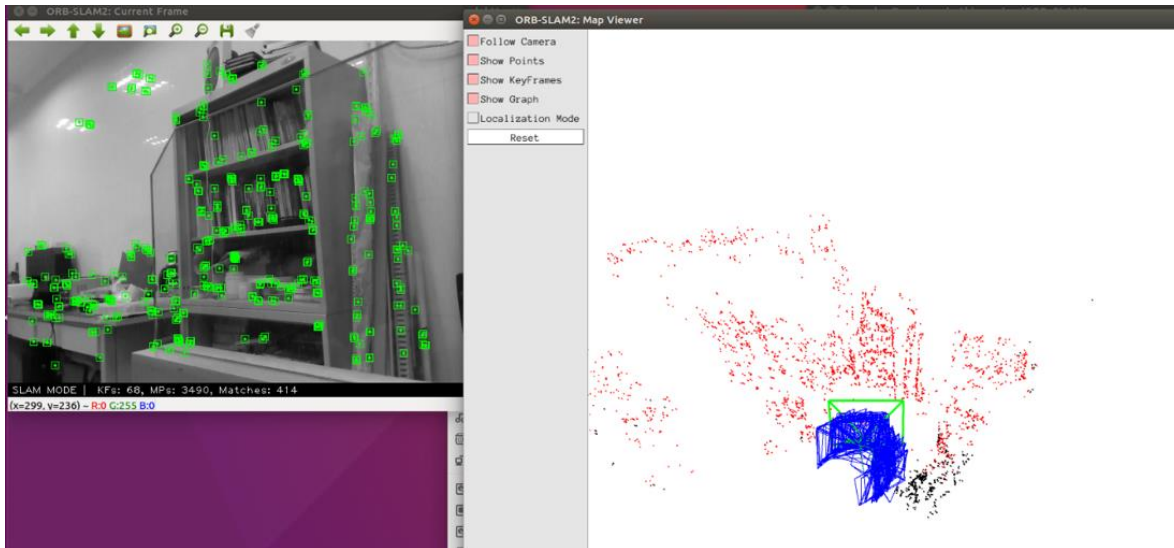 ORB-SLAM2: Current Frame
SLAM MODE | KFs: 68, MPs: 3490, Matches: 414
(x=299, y=236) ~ R:0 G:255 B:0
ORB-SLAM2: Map Viewer
Follow Camera
Show Points
Show KeyFrames
Show Graph
Localization Mode
Reset